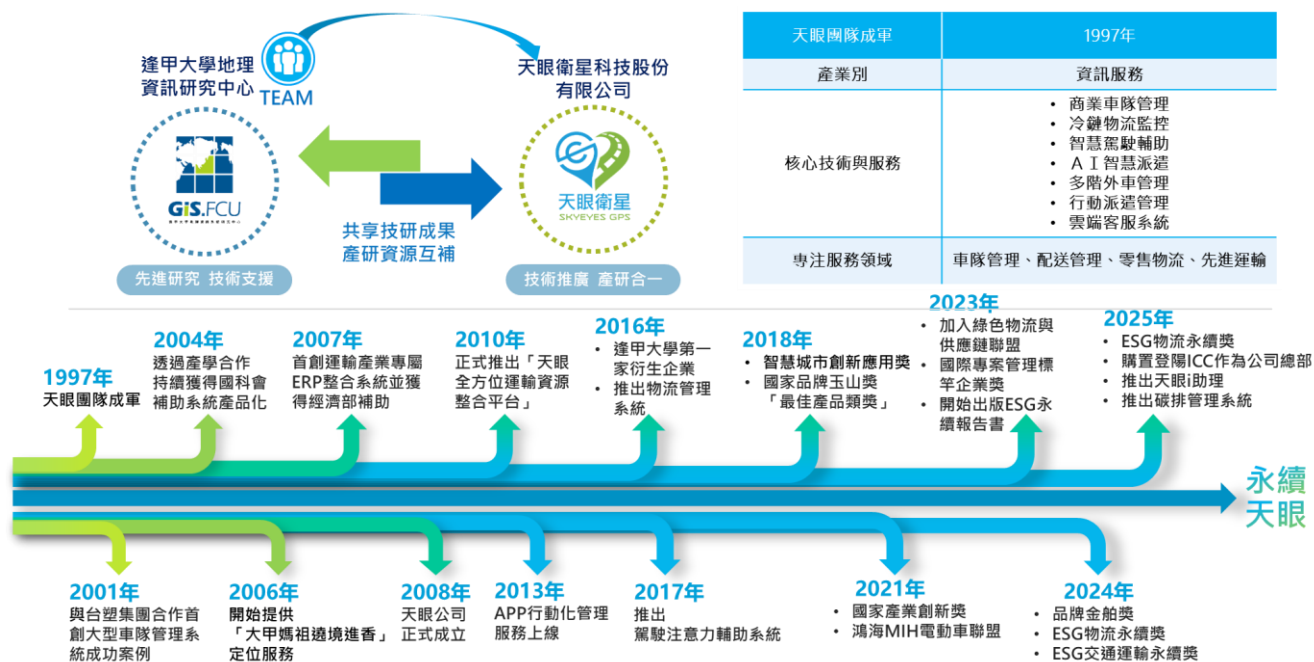 逢甲大學地理
資訊研究中心
TEAM
天眼衛星科技股份
有限公司
GiS.FCU
天眼衛星
SKYEYES GPS
共享技研成果
產研資源互補
先進研究 技術支援
技術推廣 產研合一
天眼團隊成軍 1997年
產業別 資訊服務
核心技術與服務
• 商業車隊管理
• 冷鏈物流監控
• 智慧駕駛輔助
• ＡＩ智慧派遣
• 多階外車管理
• 行動派遣管理
• 雲端客服系統
專注服務領域 車隊管理、配送管理、零售物流、先進運輸
1997年
天眼團隊成軍
2004年
透過產學合作
持續獲得國科會
補助系統產品化
2007年
首創運輸產業專屬
ERP整合系統並獲
得經濟部補助
2010年
正式推出「天眼
全方位運輸資源
整合平台」
2016年
• 逢甲大學第一
家衍生企業
• 推出物流管理
系統
2018年
• 智慧城市創新應用獎
• 國家品牌玉山獎
「最佳產品類獎」
2023年
• 加入綠色物流與
供應鏈聯盟
• 國際專案管理標
竿企業獎
• 開始出版ESG永
續報告書
2025年
• ESG物流永續獎
• 購置登陽ICC作為公司總部
• 推出天眼i助理
• 推出碳排管理系統
永續
天眼
2001年
與台塑集團合作首
創大型車隊管理系
統成功案例
2006年
開始提供
「大甲媽祖遶境進香」
定位服務
2008年
天眼公司
正式成立
2013年
APP行動化管理
服務上線
2017年
推出
駕駛注意力輔助系統
2021年
• 國家產業創新獎
• 鴻海MIH電動車聯盟
2024年
• 品牌金舶獎
• ESG物流永續獎
• ESG交通運輸永續獎